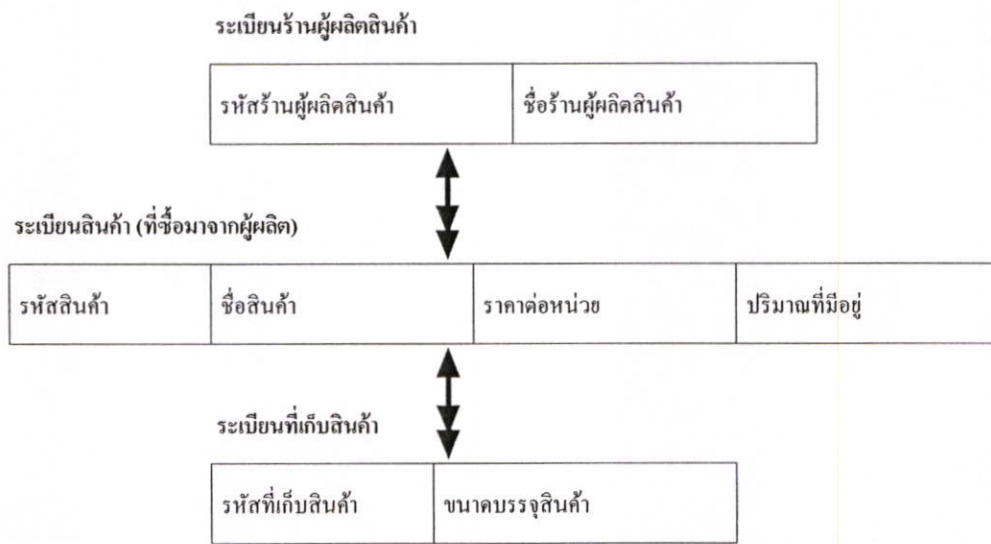 ระเบียนร้านผู้ผลิตสินค้า
รหัสร้านผู้ผลิตสินค้า ชื่อร้านผู้ผลิตสินค้า
ระเบียนสินค้า (ที่ซื้อมาจากผู้ผลิต)
รหัสสินค้า ชื่อสินค้า ราคาต่อหน่วย ปริมาณที่มีอยู่
ระเบียนที่เก็บสินค้า
รหัสที่เก็บสินค้า ขนาดบรรจุสินค้า